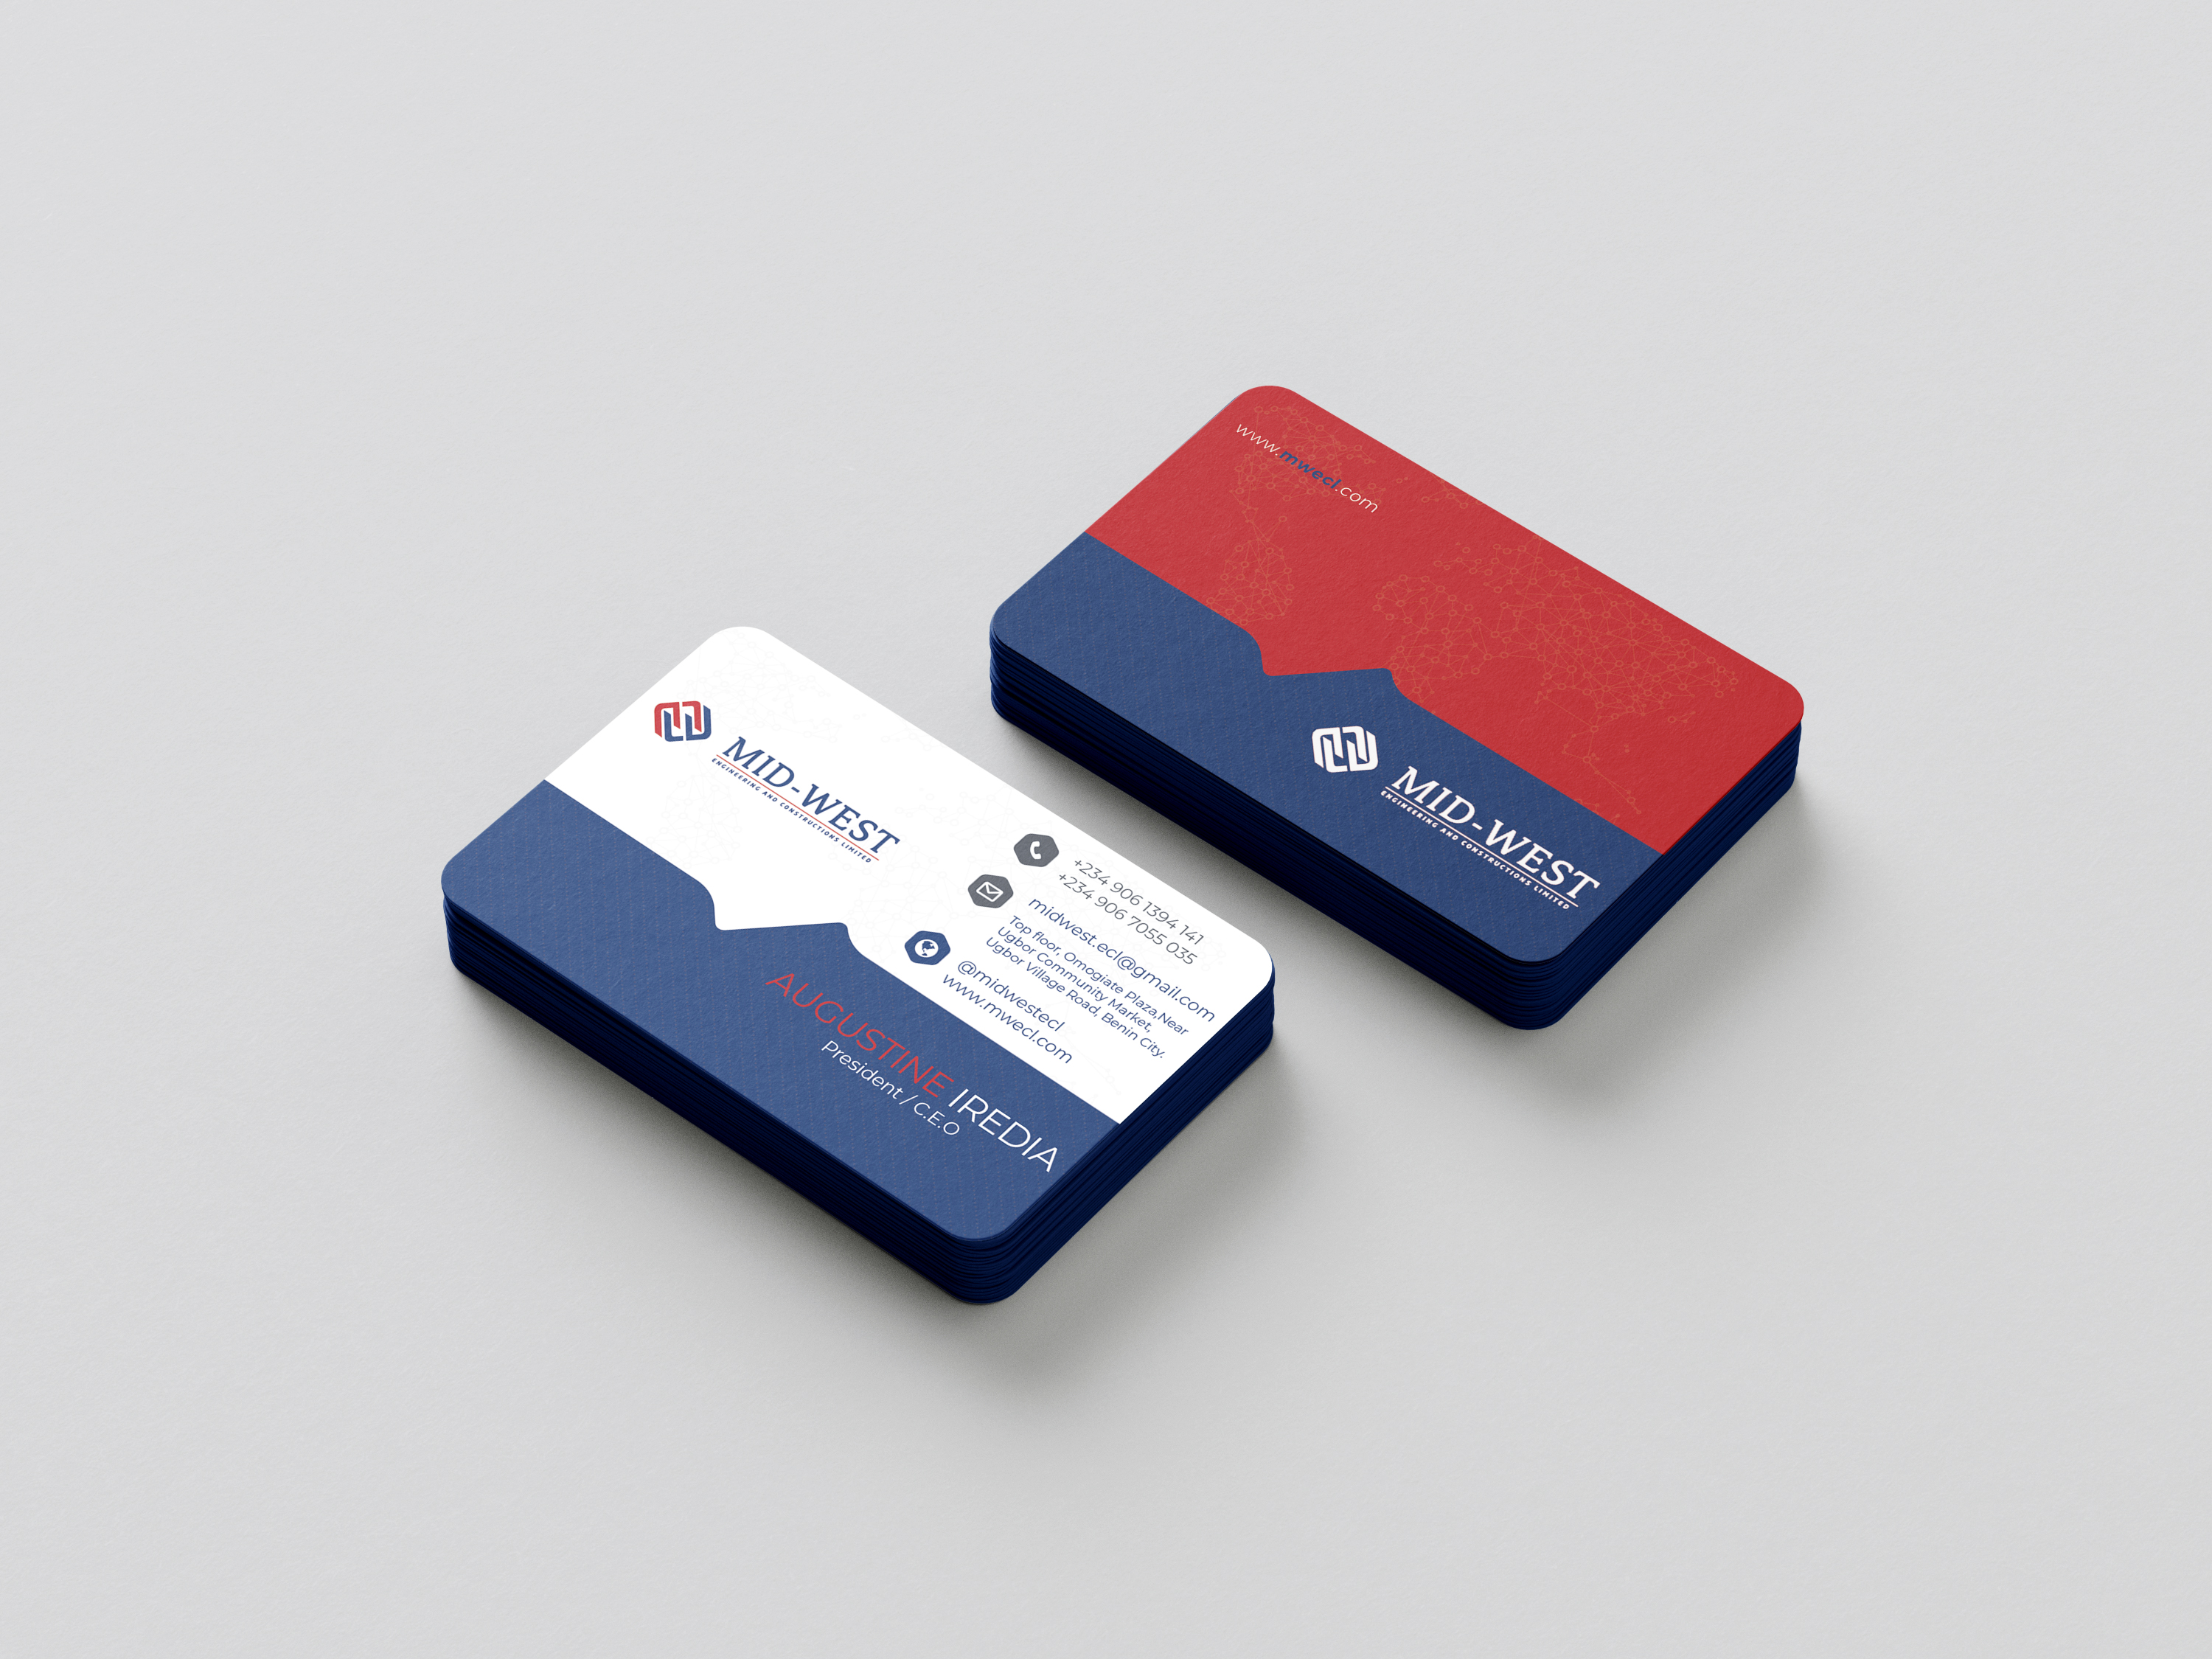 MID-WEST
ENGINEERING AND CONSTRUCTIONS LIMITED
+234 906 1394 141
+234 906 7055 035
midwest.ecl@gmail.com
Top floor, Omogiate Plaza,Near
Ugbor Community Market,
Ugbor Village Road, Benin City.
@midwestecl
www.mwecl.com
AUGUSTINE IREDIA
President / C.E.O
www.mwecl.com
MID-WEST
ENGINEERING AND CONSTRUCTIONS LIMITED